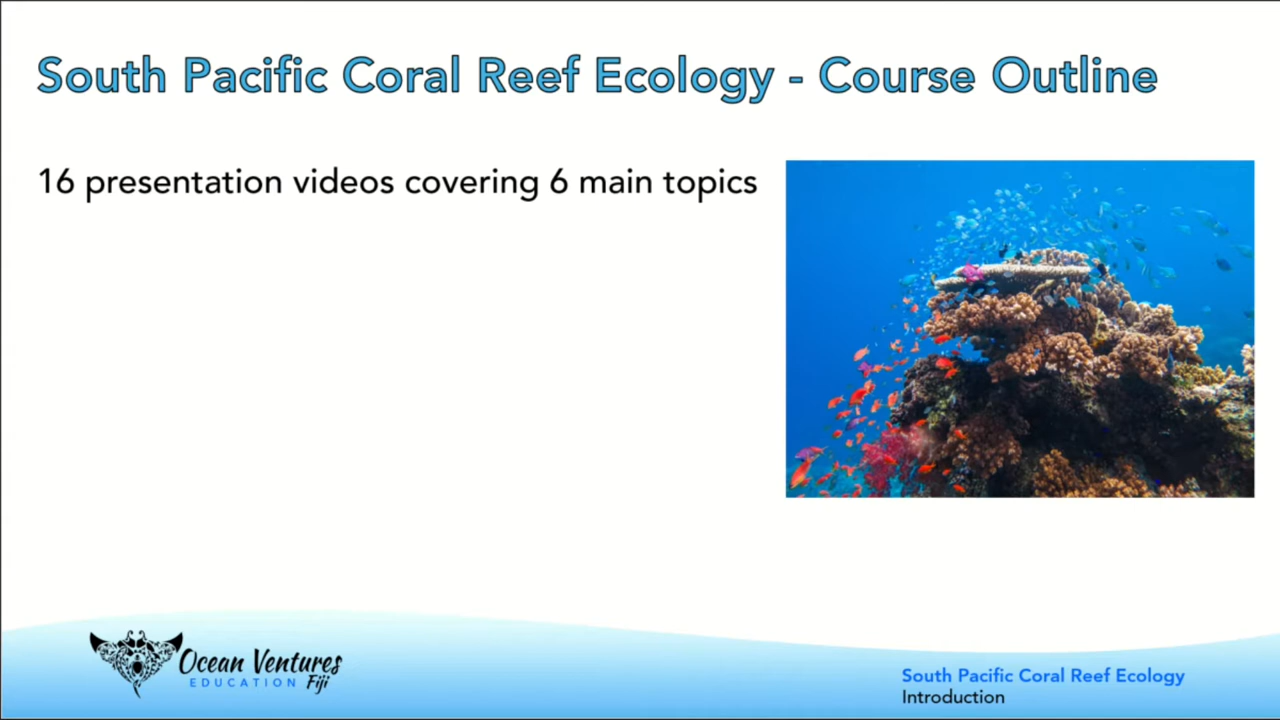 South Pacific Coral Reef Ecology - Course Outline
16 presentation videos covering 6 main topics
Ocean Ventures
EDUCATION Fiji
South Pacific Coral Reef Ecology
Introduction